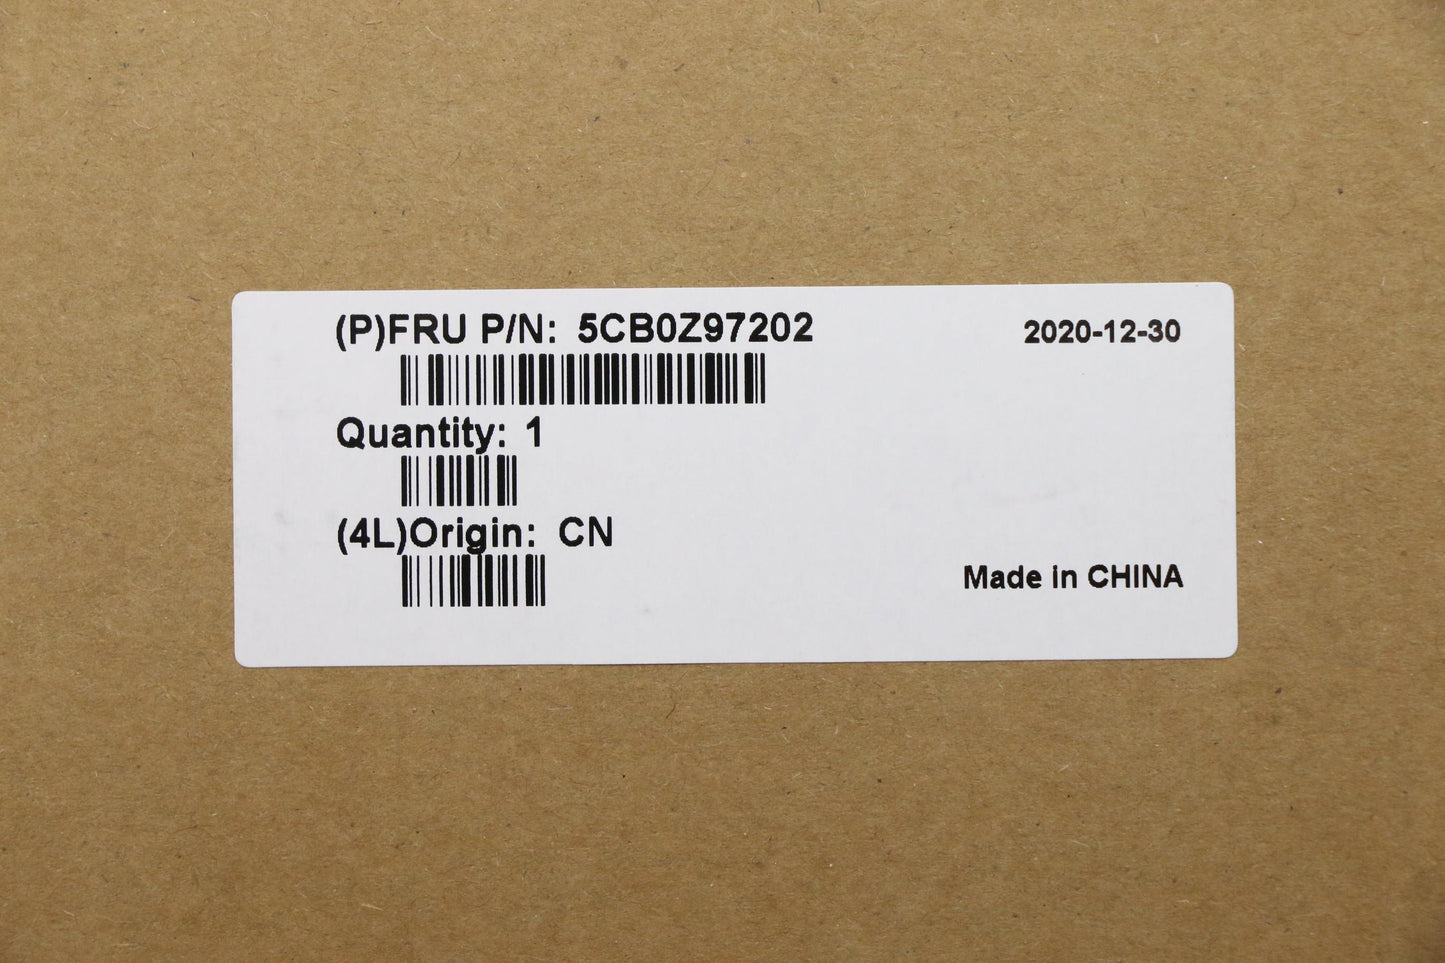 (P)FRU P/N: 5CB0Z97202
2020-12-30
Quantity: 1
(4L)Origin: CN
Made in CHINA